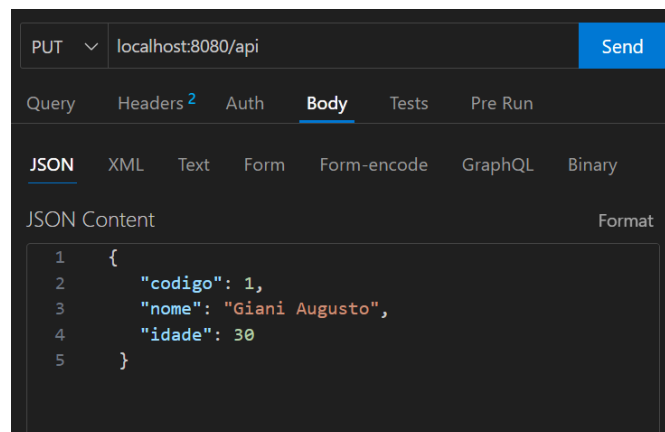 PUT localhost:8080/api Send
Query Headers 2 Auth Body Tests Pre Run
JSON XML Text Form Form-encode GraphQL Binary
JSON Content Format
1 {
2 "codigo": 1,
3 "nome": "Giani Augusto",
4 "idade": 30
5 }